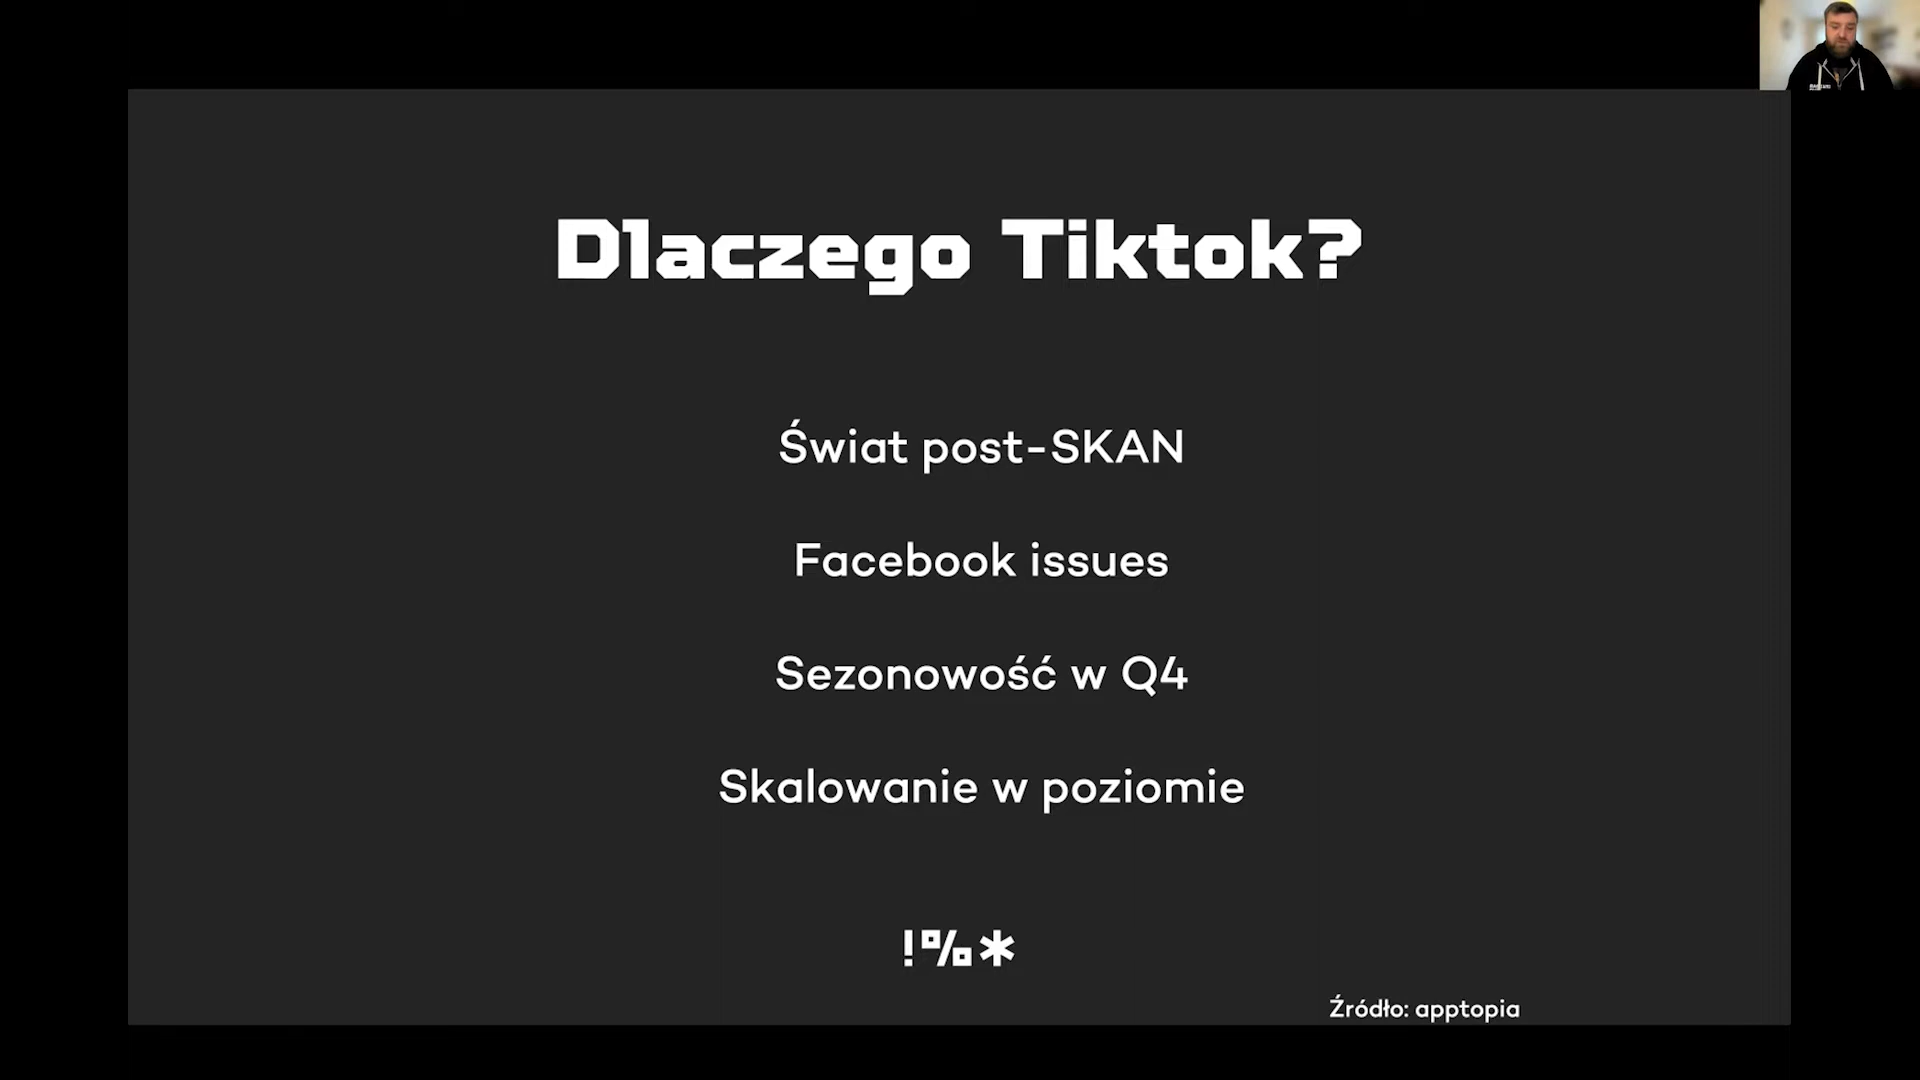 Dlaczego Tiktok?
Świat post-SKAN
Facebook issues
Sezonowość w Q4
Skalowanie w poziomie
!%*
Źródło: apptopia